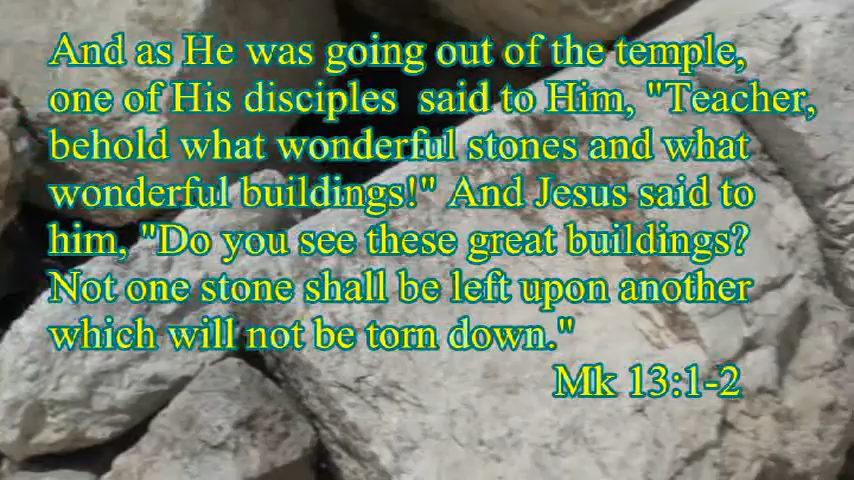 And as He was going out of the temple,
one of His disciples  said to Him, "Teacher,
behold what wonderful stones and what
wonderful buildings!" And Jesus said to
him, "Do you see these great buildings?
Not one stone shall be left upon another
which will not be torn down."
Mk 13:1-2